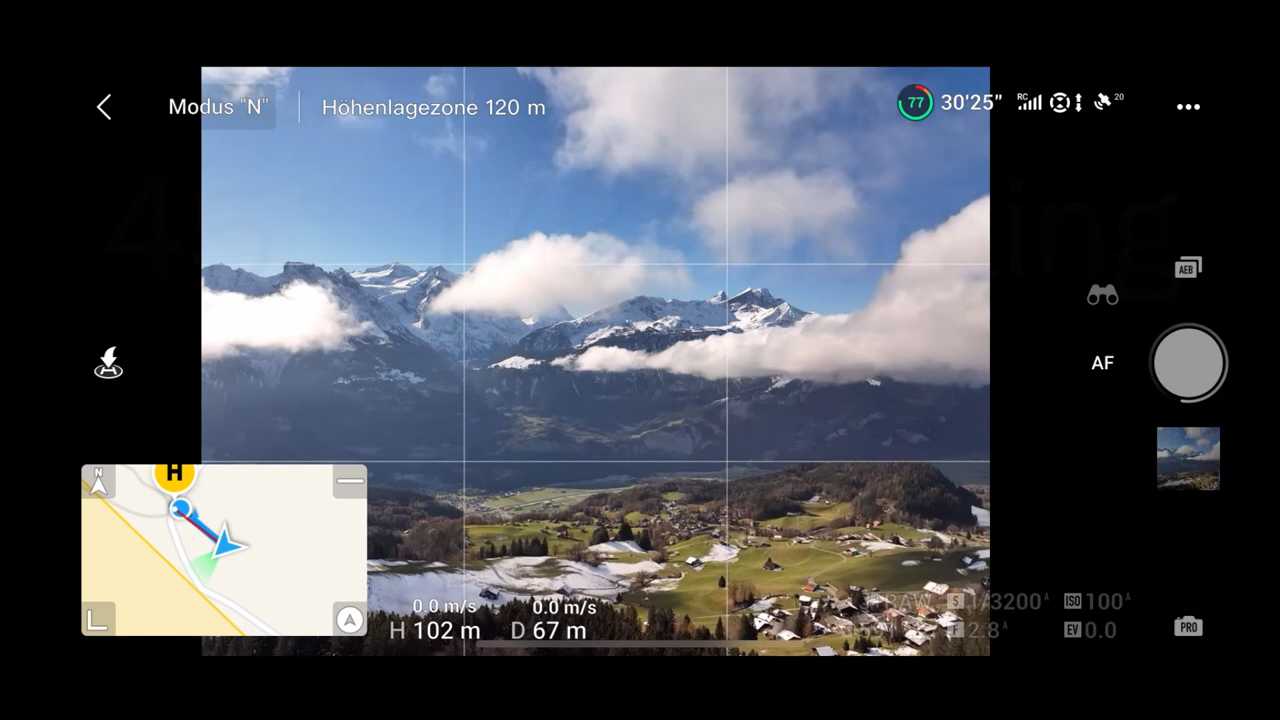 Modus "N"
Höhenlagezone 120 m
77
30'25"
RC
20
AEB
AF
H
N
0.0 m/s
0.0 m/s
H 102 m
D 67 m
RAW
S 1/3200 A
ISO 100 A
F 2.8 A
EV 0.0
PRO